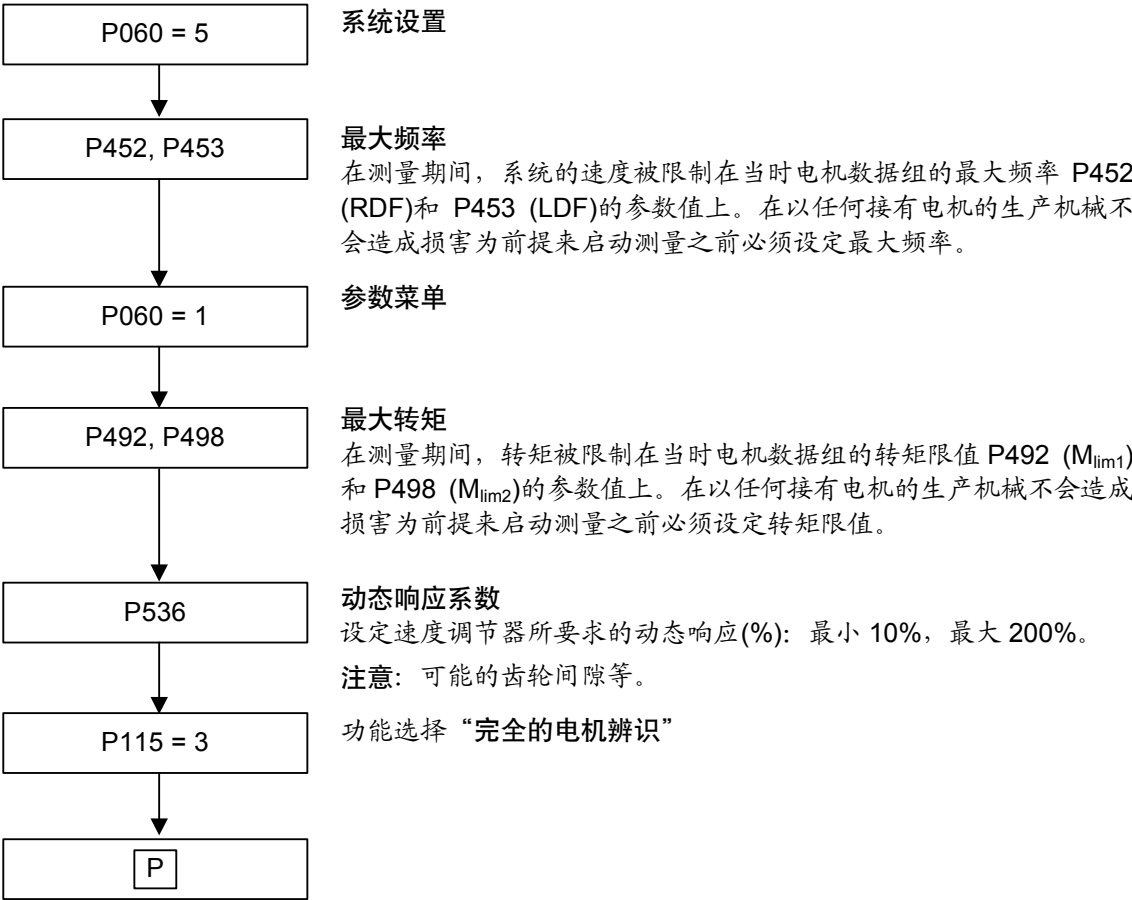 P060 = 5
系统设置
P452, P453
最大频率
在测量期间，系统的速度被限制在当时电机数据组的最大频率 P452
(RDF)和 P453 (LDF)的参数值上。在以任何接有电机的生产机械不
会造成损害为前提来启动测量之前必须设定最大频率。
P060 = 1
参数菜单
P492, P498
最大转矩
在测量期间，转矩被限制在当时电机数据组的转矩限值 P492 (Mlim1)
和 P498 (Mlim2)的参数值上。在以任何接有电机的生产机械不会造成
损害为前提来启动测量之前必须设定转矩限值。
P536
动态响应系数
设定速度调节器所要求的动态响应(%)：最小 10%，最大 200%。
注意：可能的齿轮间隙等。
P115 = 3
功能选择“完全的电机辨识”
P